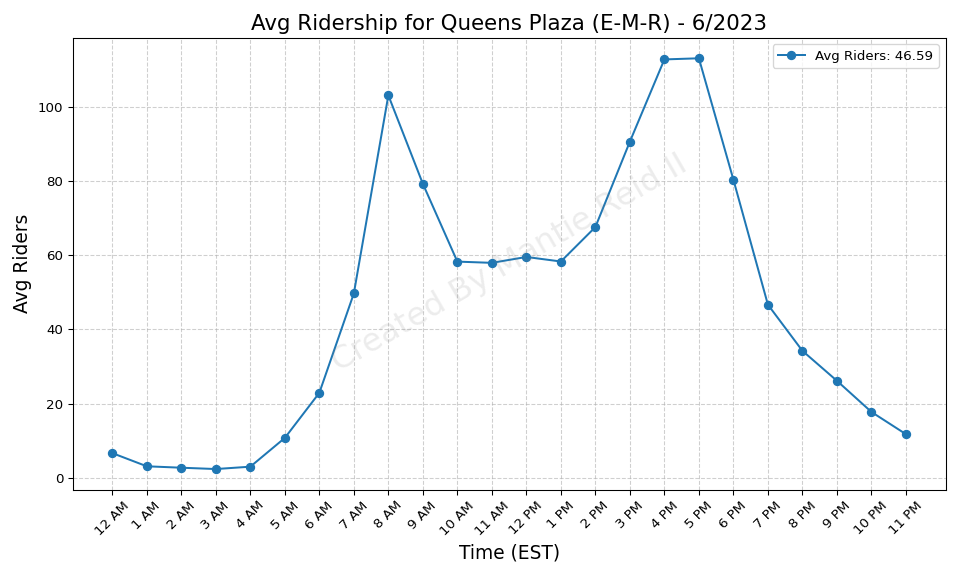 Avg Ridership for Queens Plaza (E-M-R) - 6/2023
Avg Riders: 46.59
Avg Riders
100
80
60
40
20
0
Created By Mantie Reid II
12 AM
1 AM
2 AM
3 AM
4 AM
5 AM
6 AM
7 AM
8 AM
9 AM
10 AM
11 AM
12 PM
1 PM
2 PM
3 PM
4 PM
5 PM
6 PM
7 PM
8 PM
9 PM
10 PM
11 PM
Time (EST)